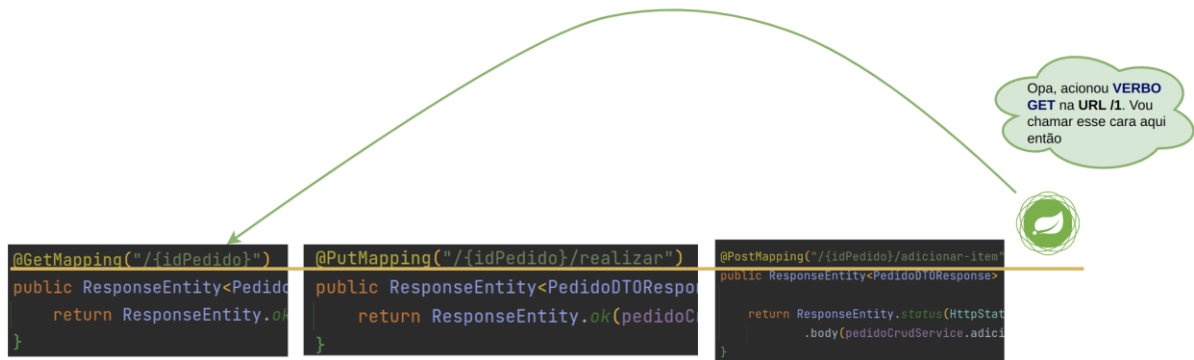 Opa, acionou VERBO
GET na URL /1. Vou
chamar esse cara aqui
então
@GetMapping("/{idPedido}")
public ResponseEntity<Pedido
return ResponseEntity.ok
}
@PutMapping("/{idPedido}/realizar")
public ResponseEntity<PedidoDTORespon
return ResponseEntity.ok(pedidoC
}
@PostMapping("/{idPedido}/adicionar-item"
public ResponseEntity<PedidoDTOResponse>
return ResponseEntity.status(HttpStat
.body(pedidoCrudService.adici
}